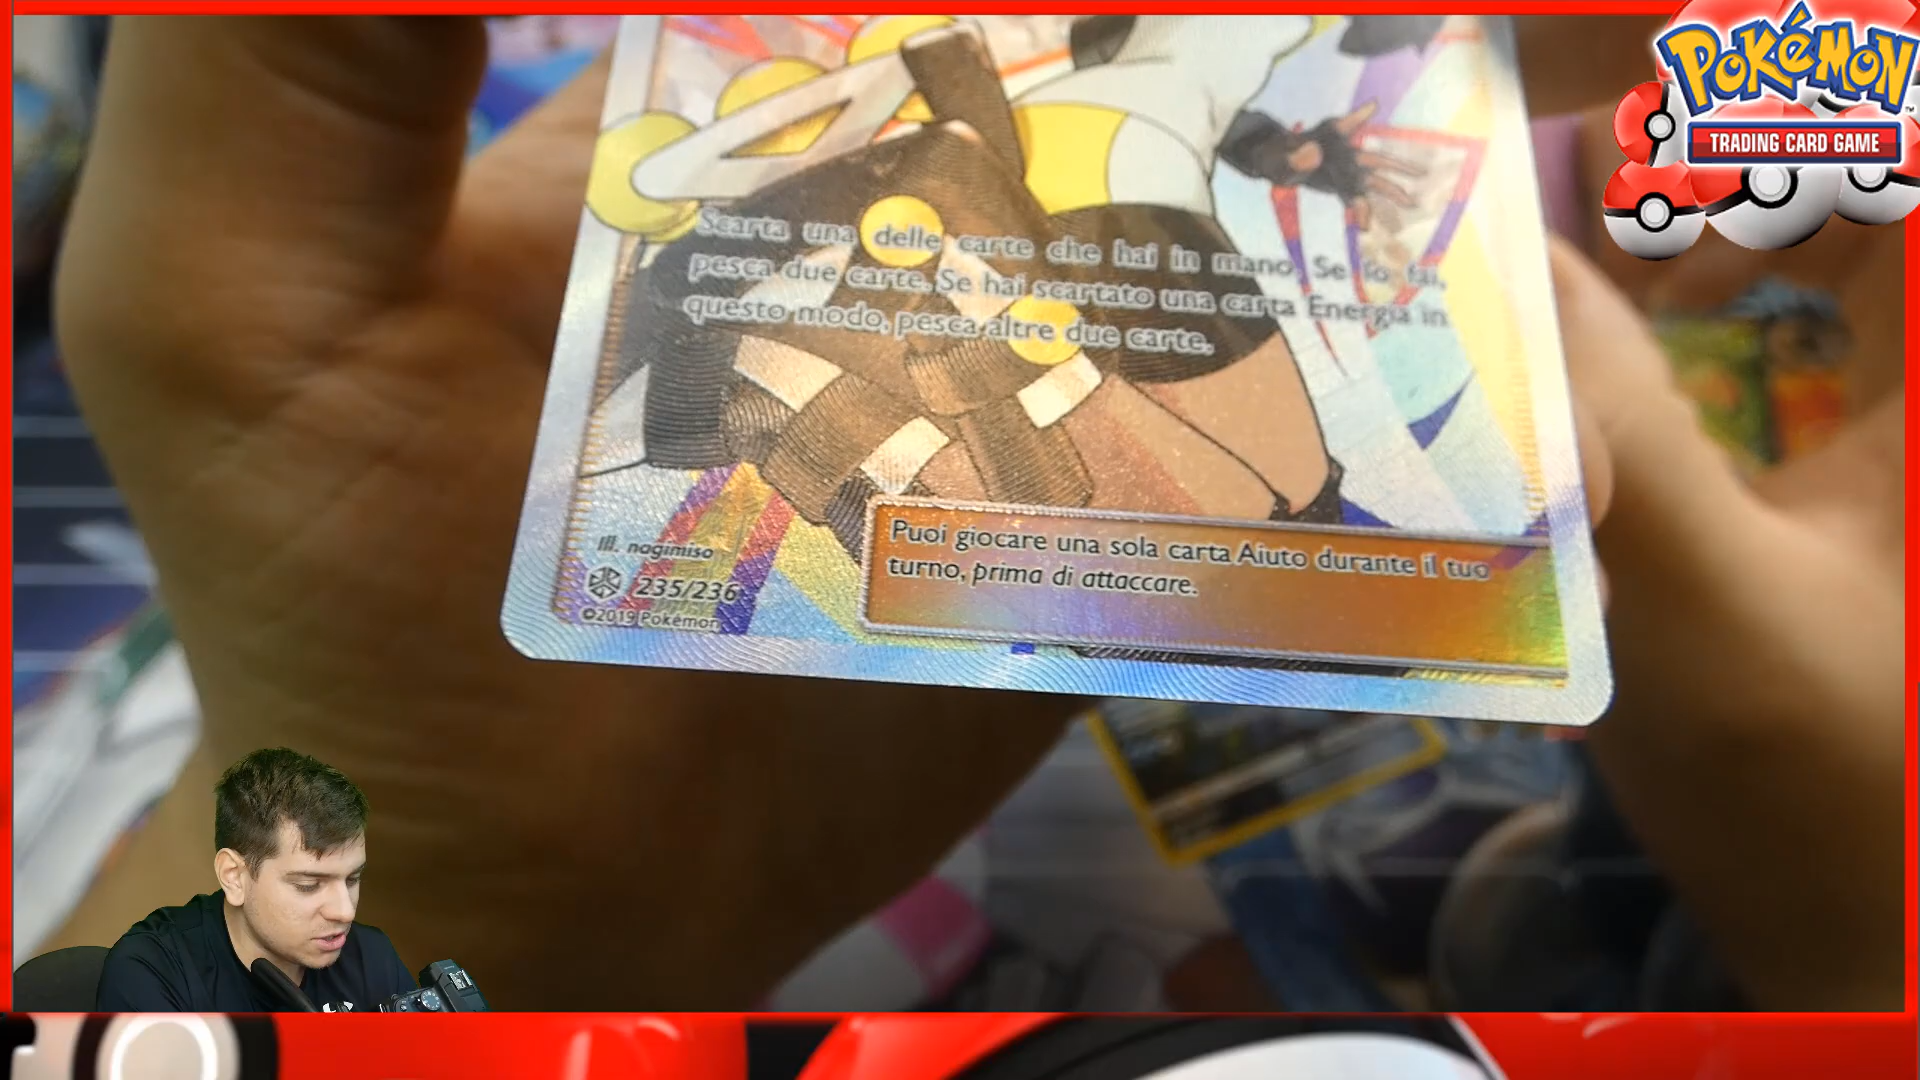 POKéMON
TRADING CARD GAME
Scarta una delle carte che hai in mano. Se lo fai,
pesca due carte. Se hai scartato una carta Energia in
questo modo, pesca altre due carte.
Puoi giocare una sola carta Aiuto durante il tuo
turno, prima di attaccare.
Ill. nagimiso
235/236
©2019 Pokémon